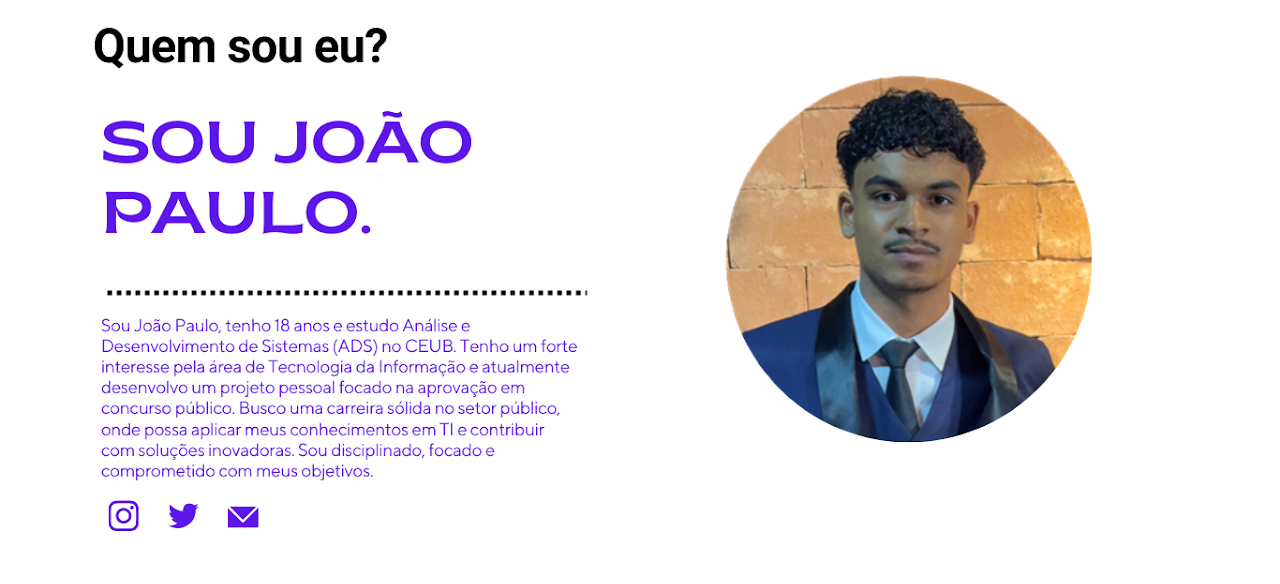 Quem sou eu?
SOU JOÃO
PAULO.
Sou João Paulo, tenho 18 anos e estudo Análise e
Desenvolvimento de Sistemas (ADS) no CEUB. Tenho um forte
interesse pela área de Tecnologia da Informação e atualmente
desenvolvo um projeto pessoal focado na aprovação em
concurso público. Busco uma carreira sólida no setor público,
onde possa aplicar meus conhecimentos em TI e contribuir
com soluções inovadoras. Sou disciplinado, focado e
comprometido com meus objetivos.